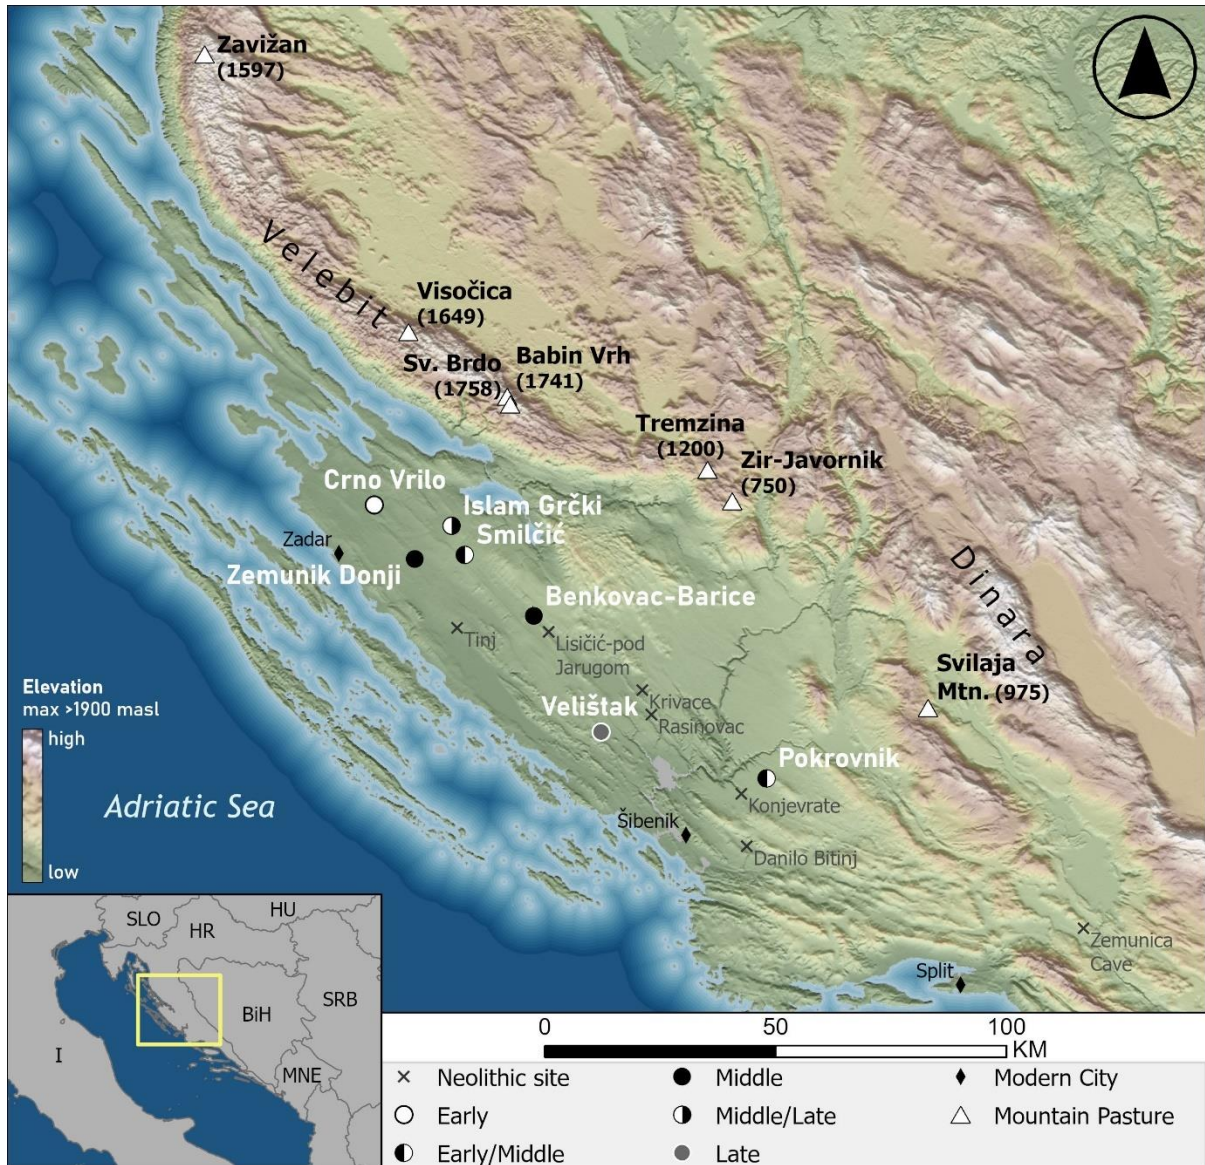 Zavižan
(1597)
Velebit
Visočica
(1649)
Sv. Brdo
(1758)
Babin Vrh
(1741)
Tremzina
(1200)
Zir-Javornik
(750)
Crno Vrilo
Islam Grčki
Smilčić
Zadar
Zemunik Donji
Dinara
Benkovac-Barice
Tinj
Lisičić-pod
Jarugom
Svilaja
Mtn. (975)
Elevation
max >1900 masl
high
low
Krivace
Velištak
Rasinovac
Pokrovnik
Adriatic Sea
Konjevrate
Šibenik
Danilo Bitinj
Zemunica
Cave
Split
SLO
HU
HR
BiH
SRB
I
MNE
0 50 100
KM
Neolithic site
Early
Early/Middle
Middle
Middle/Late
Late
Modern City
Mountain Pasture